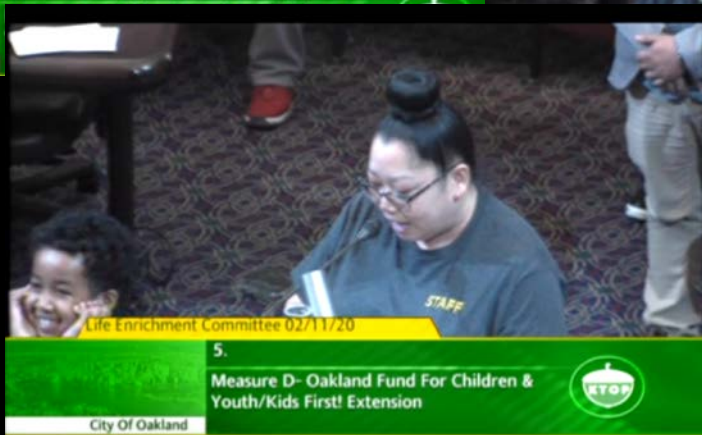 STAFF
Life Enrichment Committee 02/11/20
5.
Measure D- Oakland Fund For Children &
Youth/Kids First! Extension
KTOP
City Of Oakland